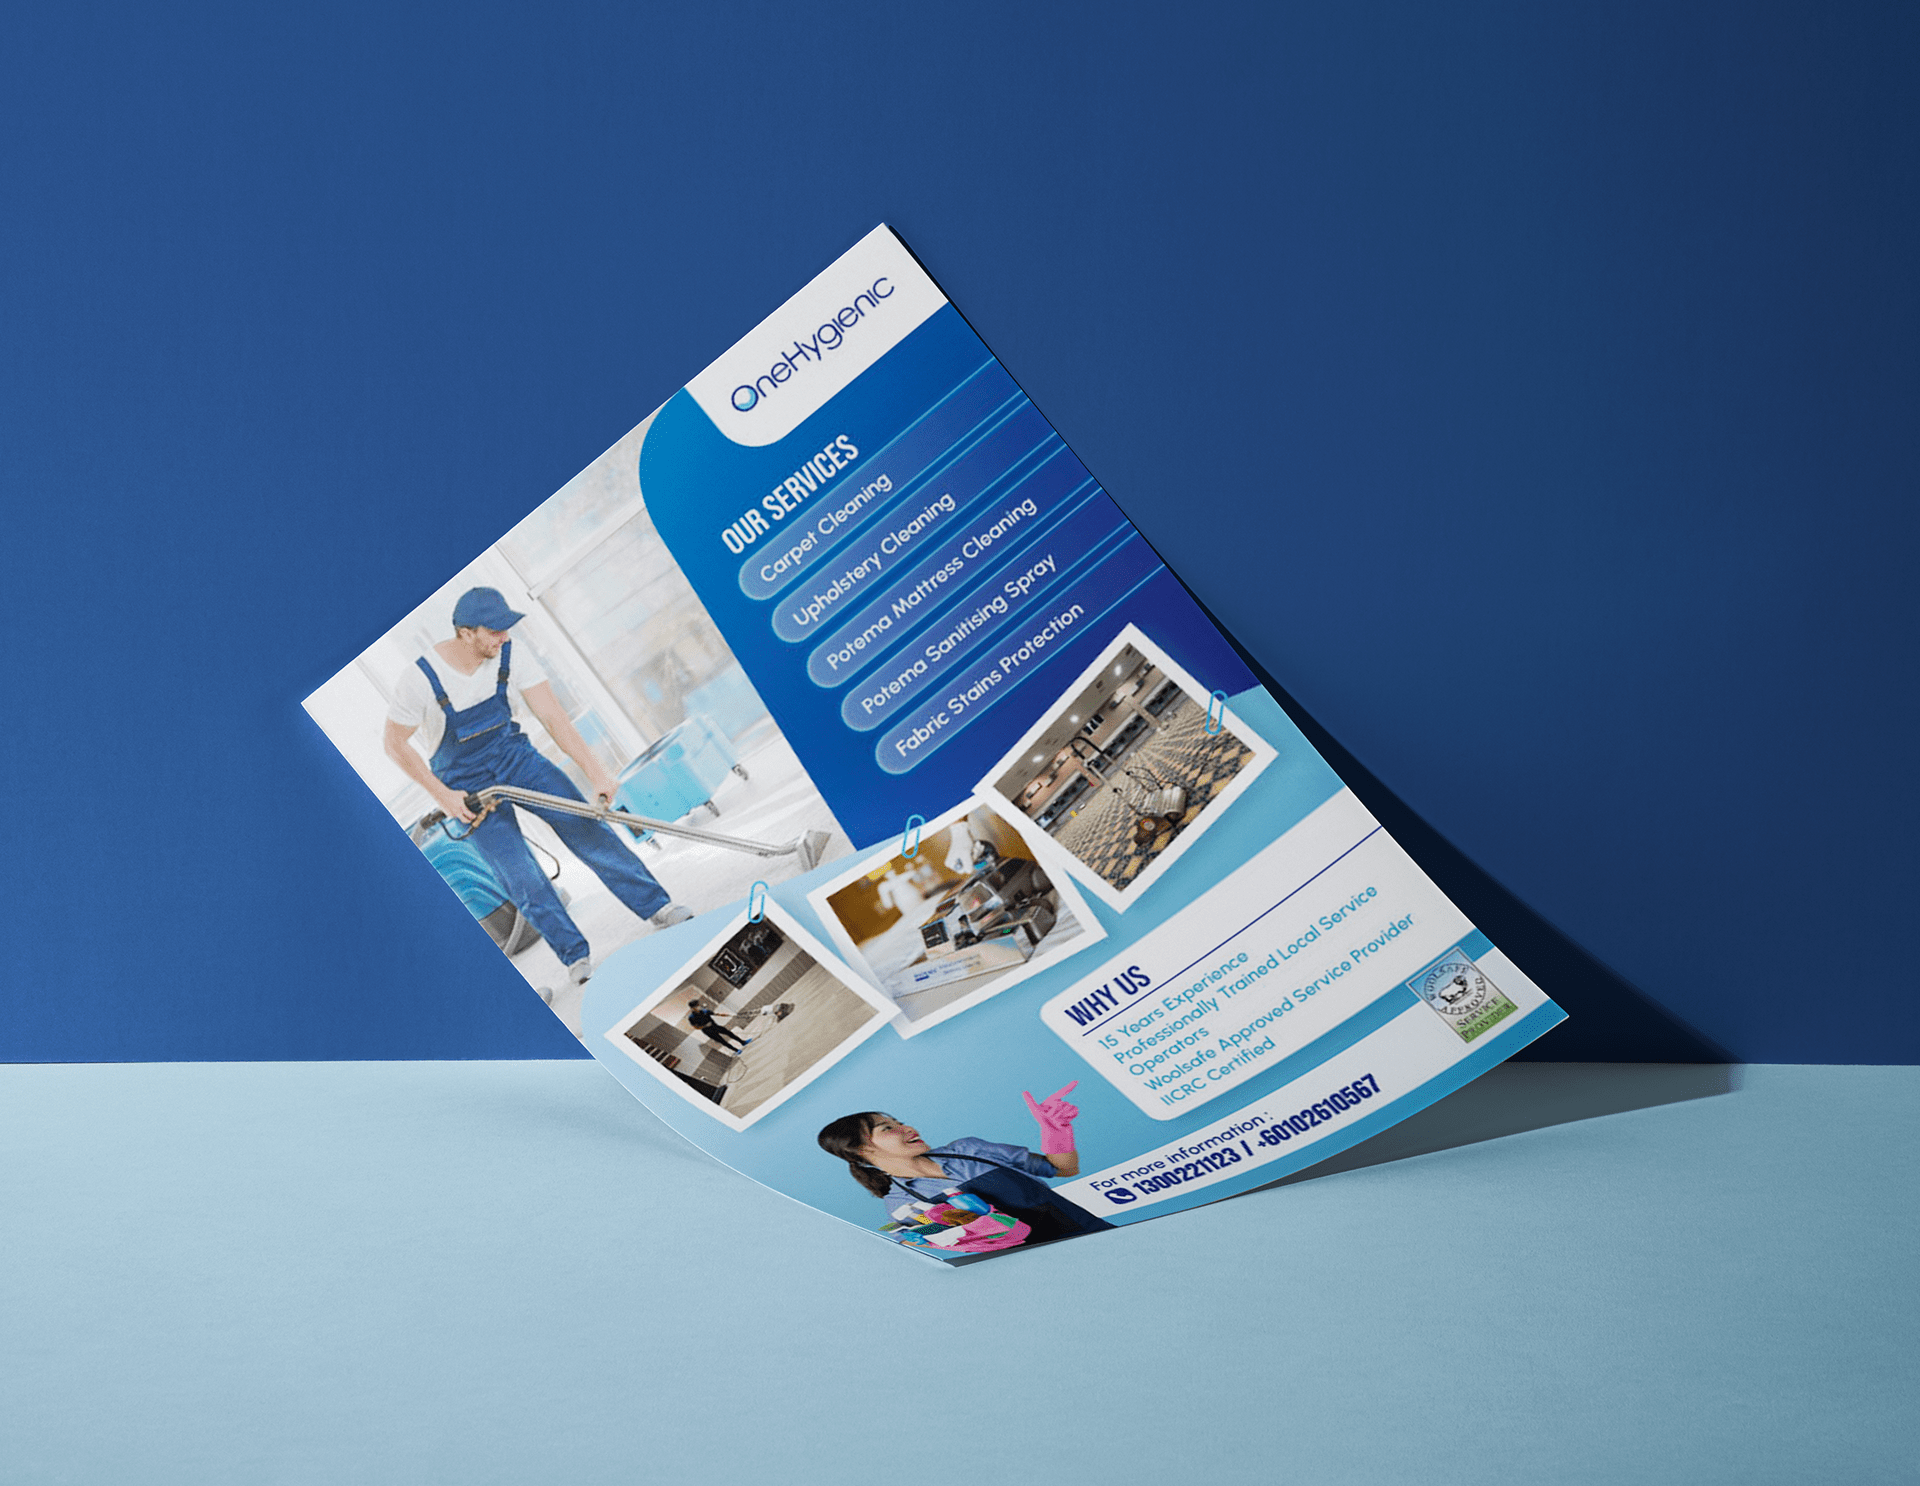 OneHygienic
OUR SERVICES
Carpet Cleaning
Upholstery Cleaning
Potema Mattress Cleaning
Potema Sanitising Spray
Fabric Stains Protection
WHY US
15 Years Experience
Professionally Trained Local Service
Operators
Woolsafe Approved Service Provider
IICRC Certified
WOOLSAFE
APPROVED
SERVICE
PROVIDER
For more information :
1300221123 / +60102610567